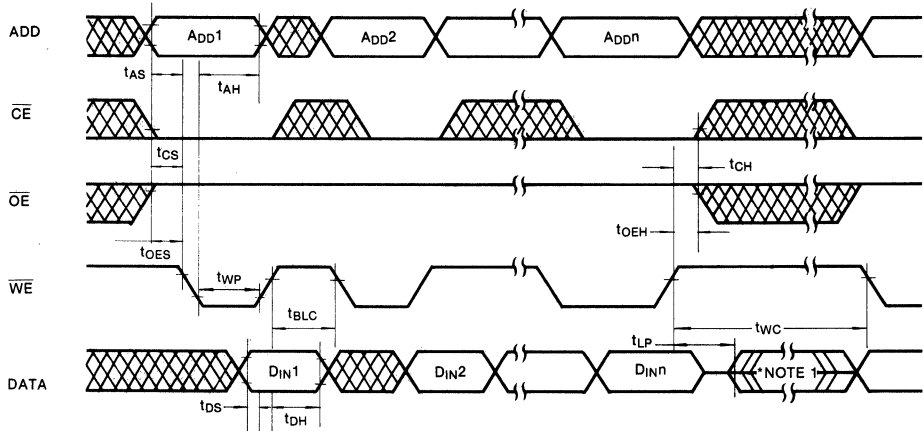 ADD
ADD1
ADD2
ADDn
tAS
tAH
CE
tCS
tCH
OE
tOES
tOEH
WE
tWP
tBLC
tWC
tLP
DATA
DIN1
DIN2
DINn
*NOTE 1
tDS
tDH